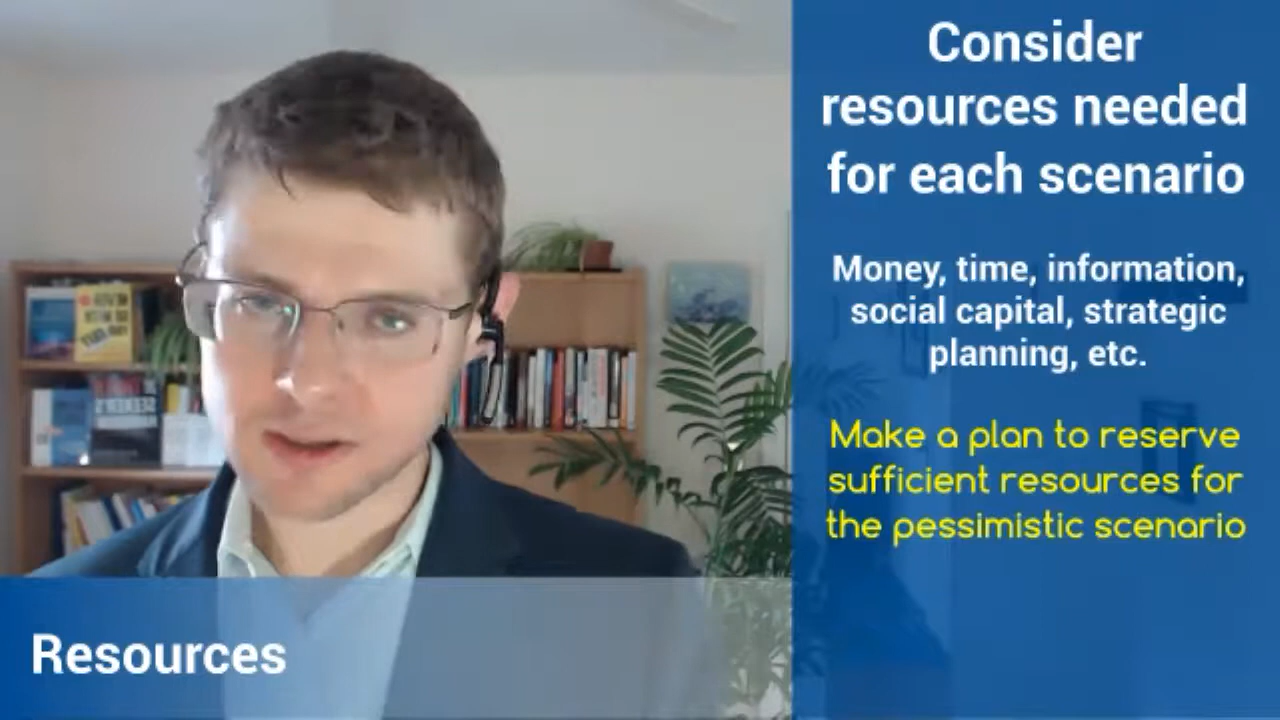 Consider
resources needed
for each scenario
Money, time, information,
social capital, strategic
planning, etc.
Make a plan to reserve
sufficient resources for
the pessimistic scenario
Resources